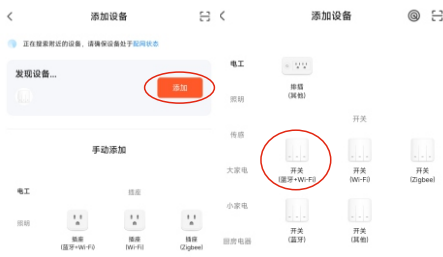 添加设备
正在搜索附近的设备，请确保设备处于配网状态
发现设备...
添加
手动添加
电工
插座
照明
插座
(蓝牙+Wi-Fi)
插座
(Wi-Fi)
插座
(Zigbee)
添加设备
电工
排插
(其他)
照明
开关
传感
大家电
开关
(蓝牙+Wi-Fi)
开关
(Wi-Fi)
开关
(Zigbee)
小家电
厨房电器
开关
(蓝牙)
开关
(其他)